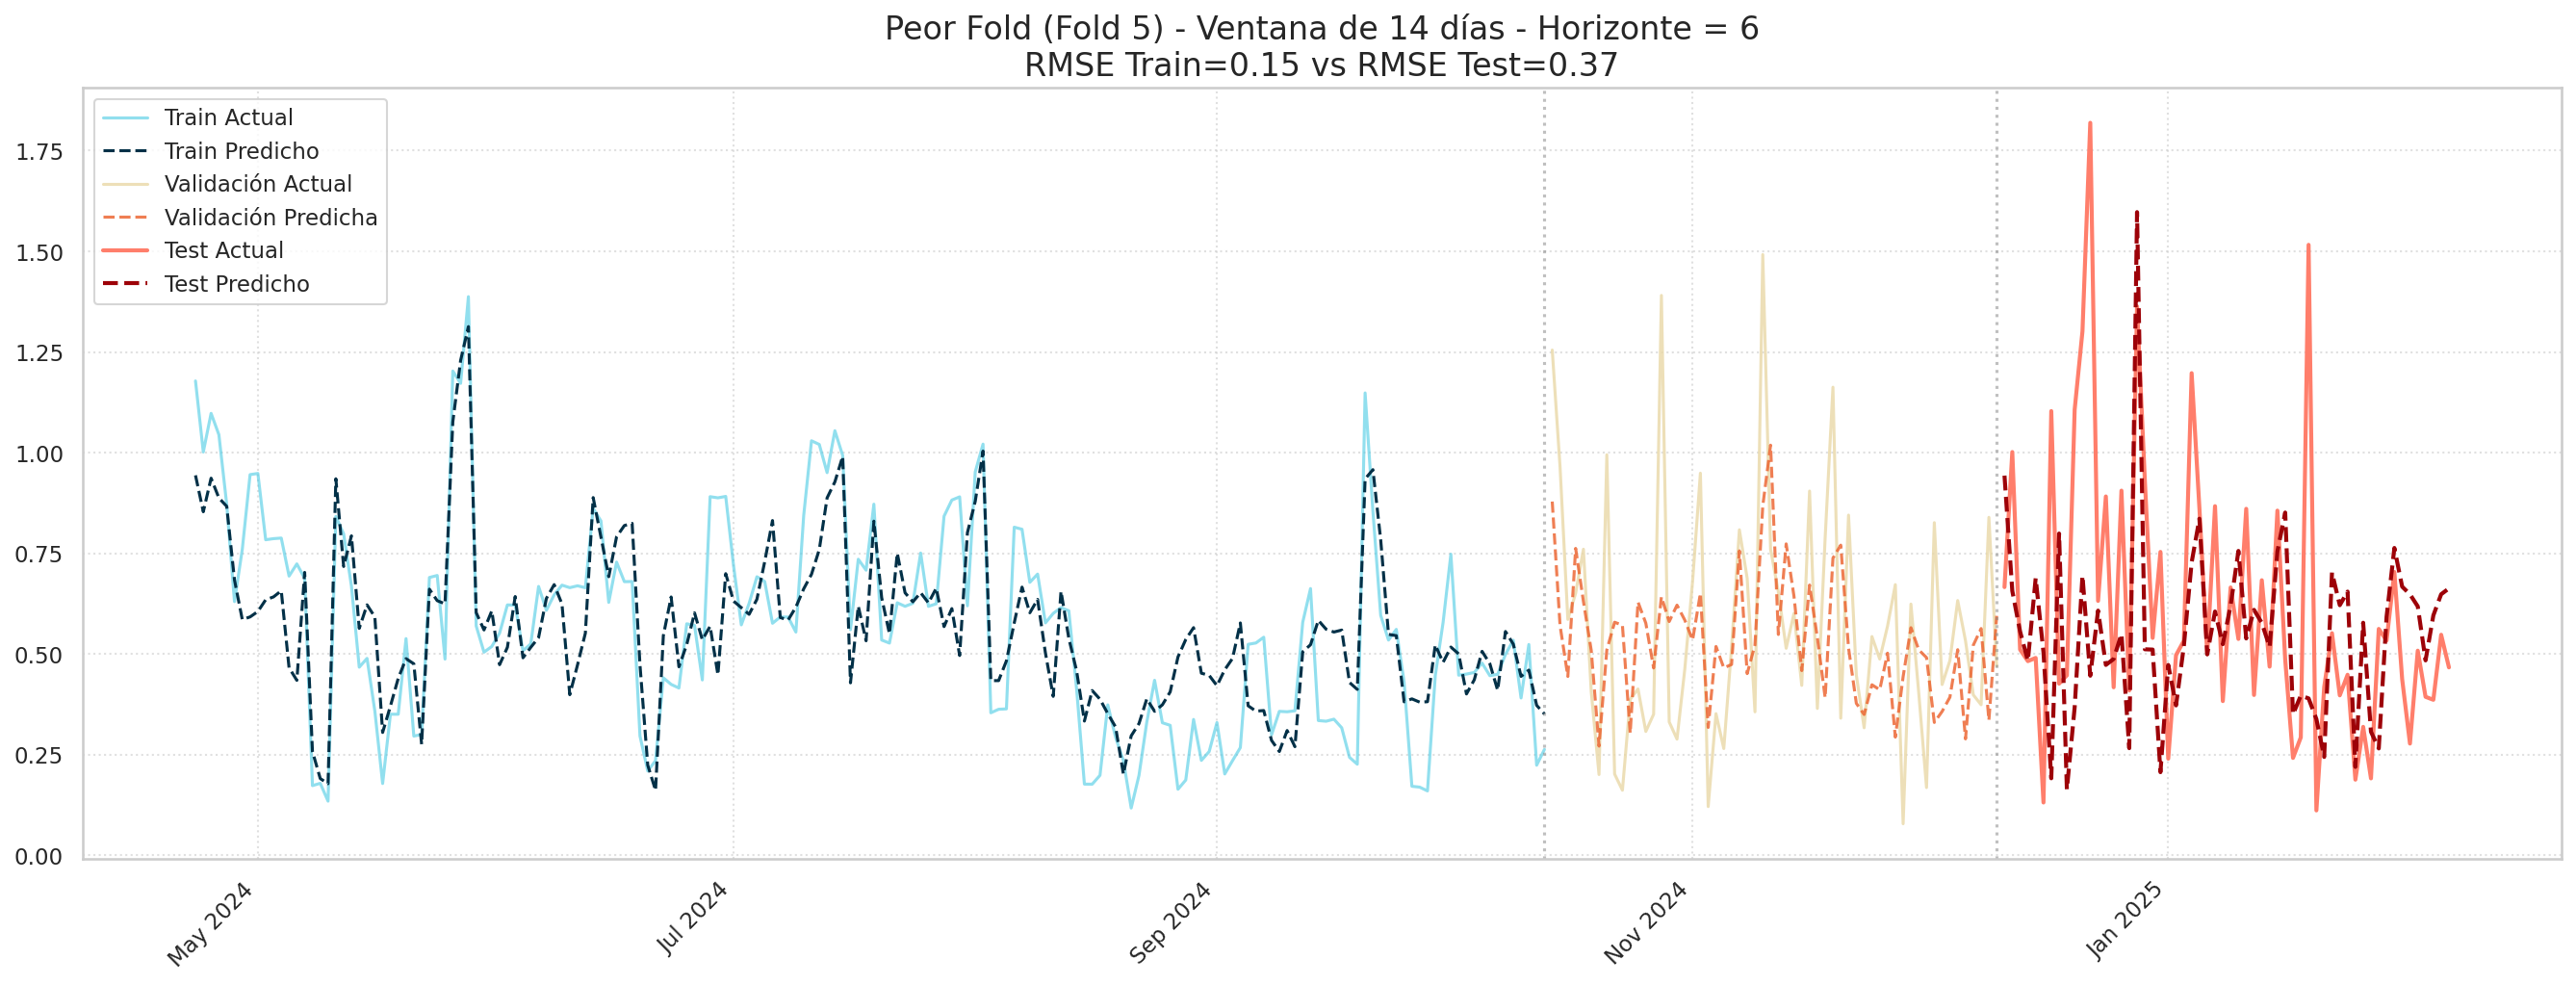 Peor Fold (Fold 5) - Ventana de 14 días - Horizonte = 6
RMSE Train=0.15 vs RMSE Test=0.37
Train Actual
Train Predicho
Validación Actual
Validación Predicha
Test Actual
Test Predicho
1.75
1.50
1.25
1.00
0.75
0.50
0.25
0.00
May 2024
Jul 2024
Sep 2024
Nov 2024
Jan 2025